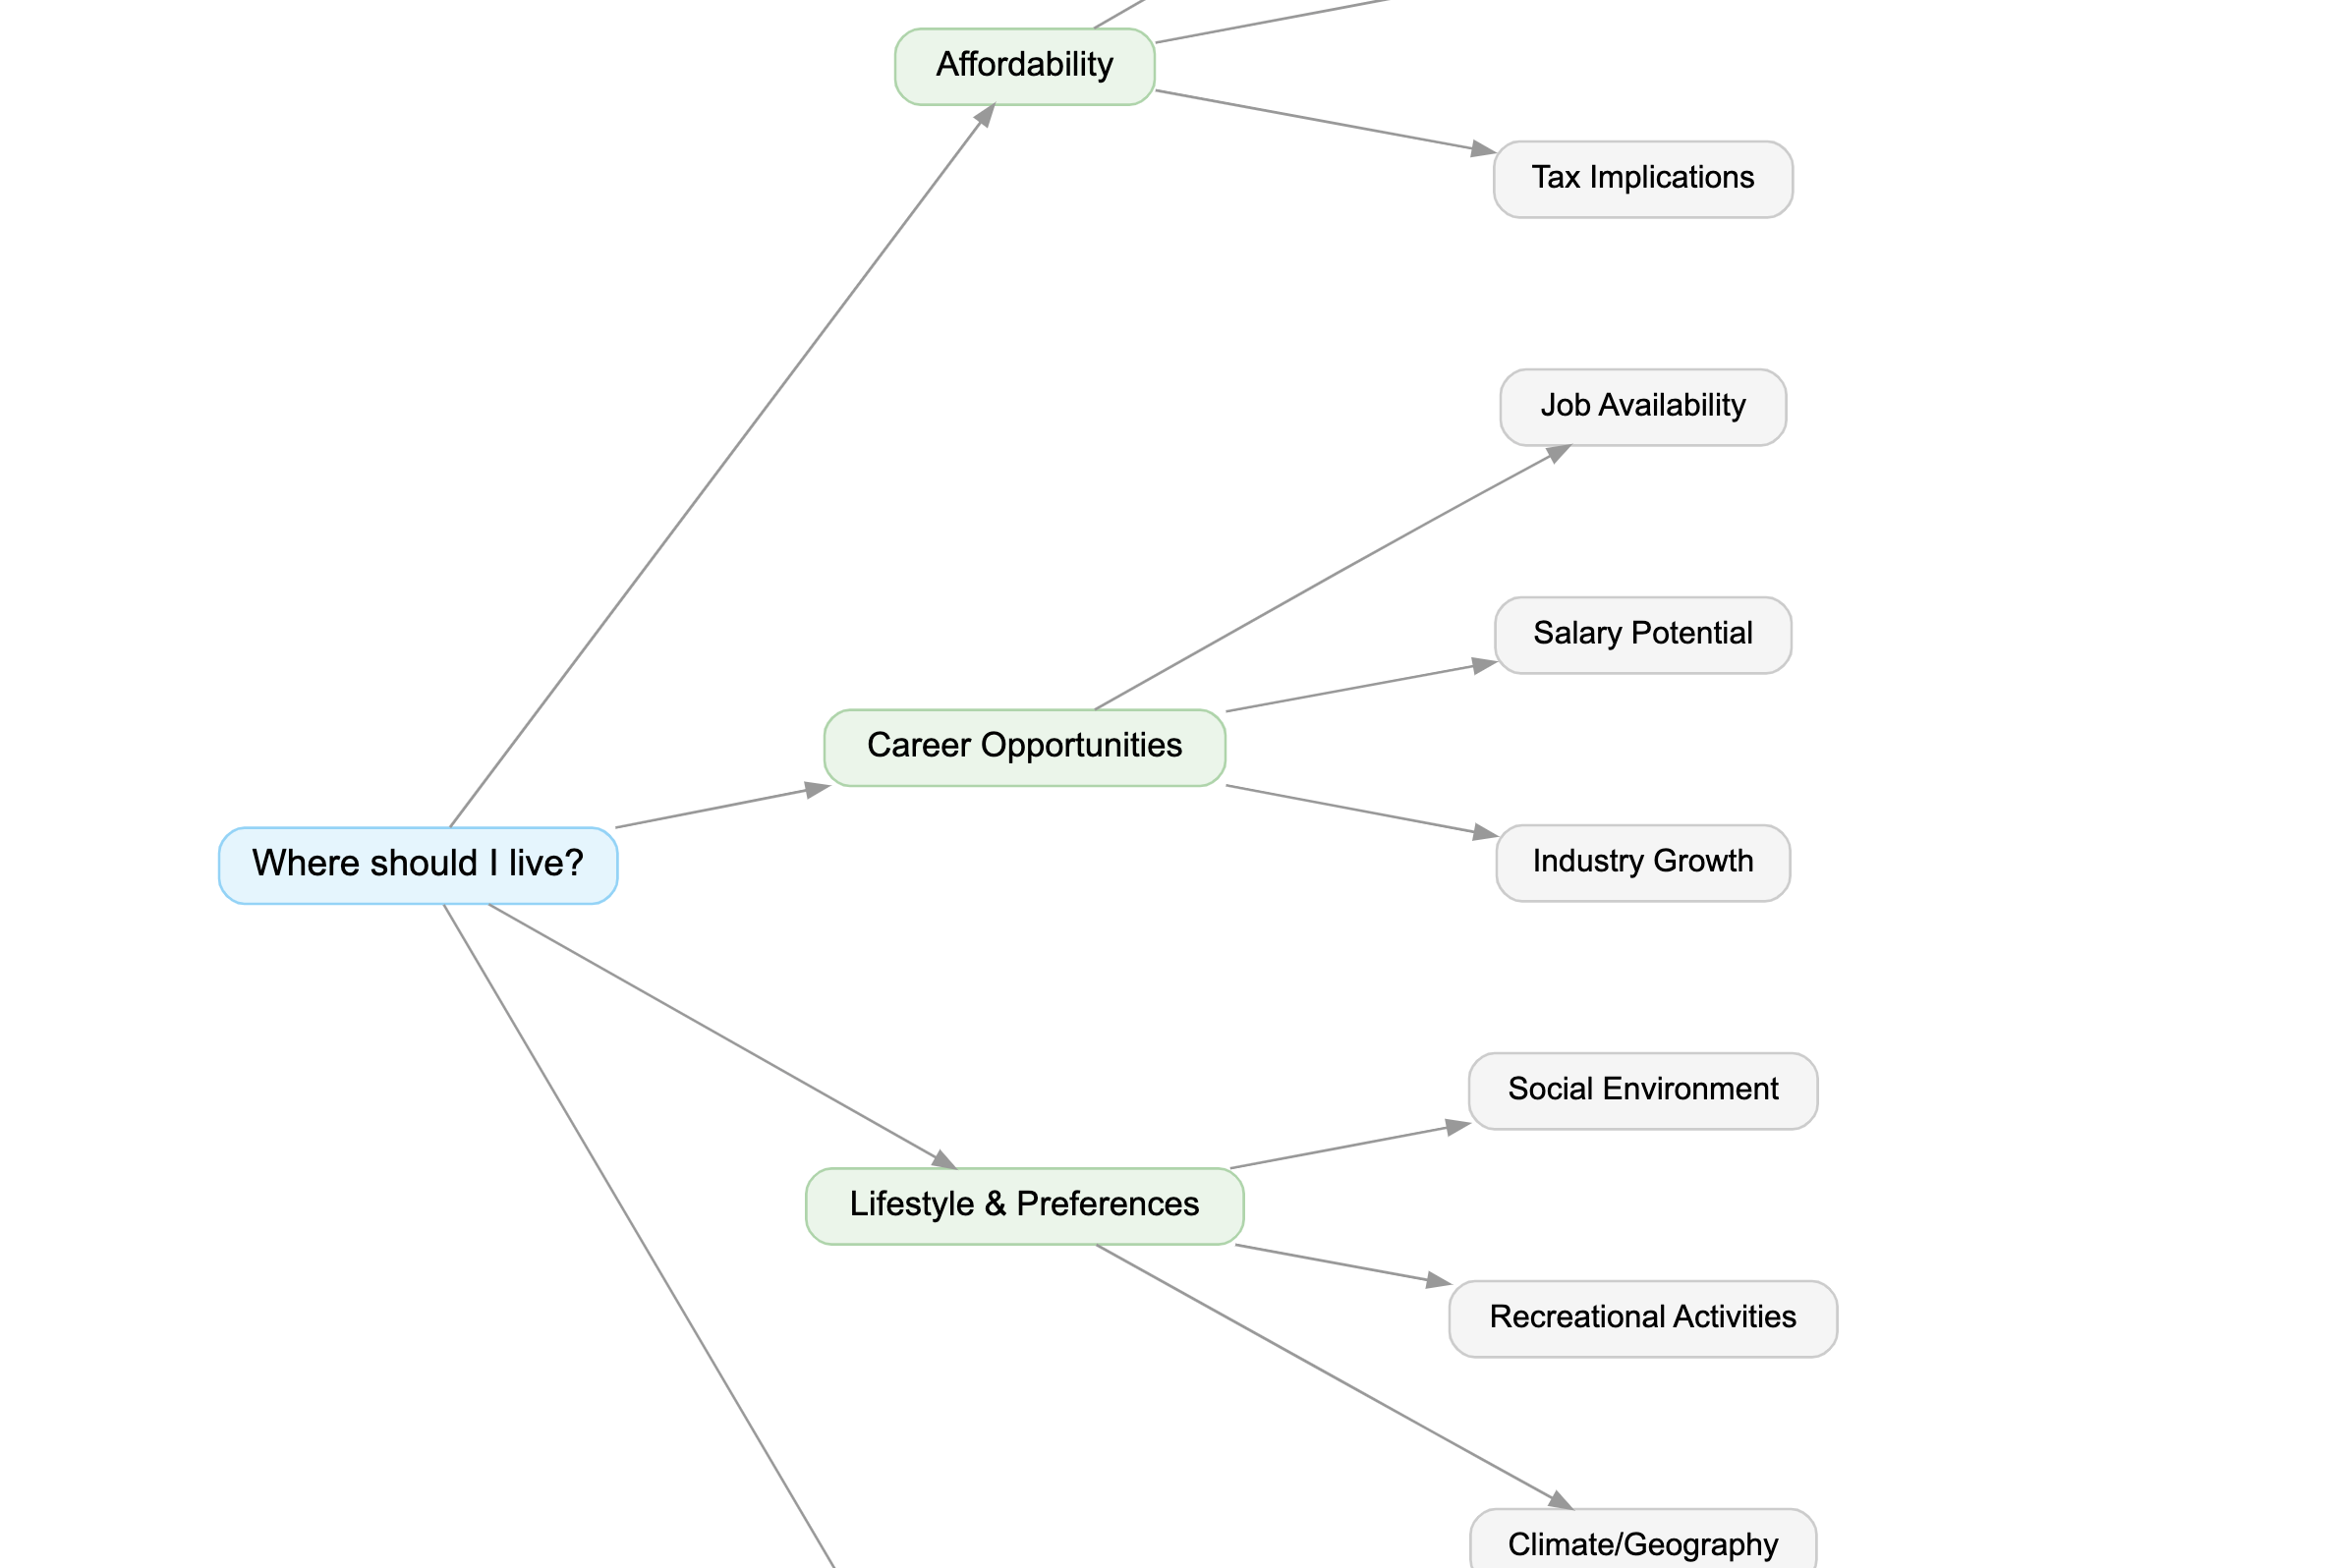 Affordability
Tax Implications
Job Availability
Salary Potential
Career Opportunities
Where should I live?
Industry Growth
Social Environment
Lifestyle & Preferences
Recreational Activities
Climate/Geography